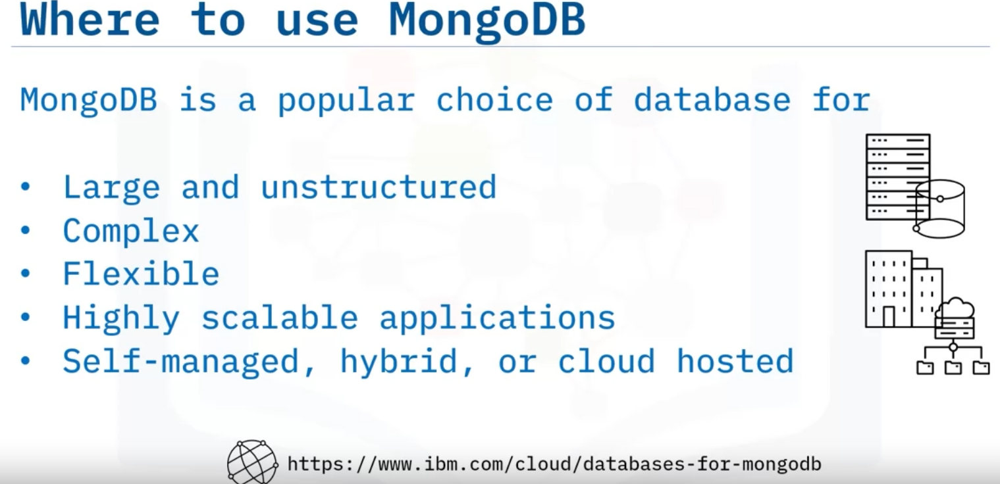 Where to use MongoDB
MongoDB is a popular choice of database for
• Large and unstructured
• Complex
• Flexible
• Highly scalable applications
• Self-managed, hybrid, or cloud hosted
https://www.ibm.com/cloud/databases-for-mongodb